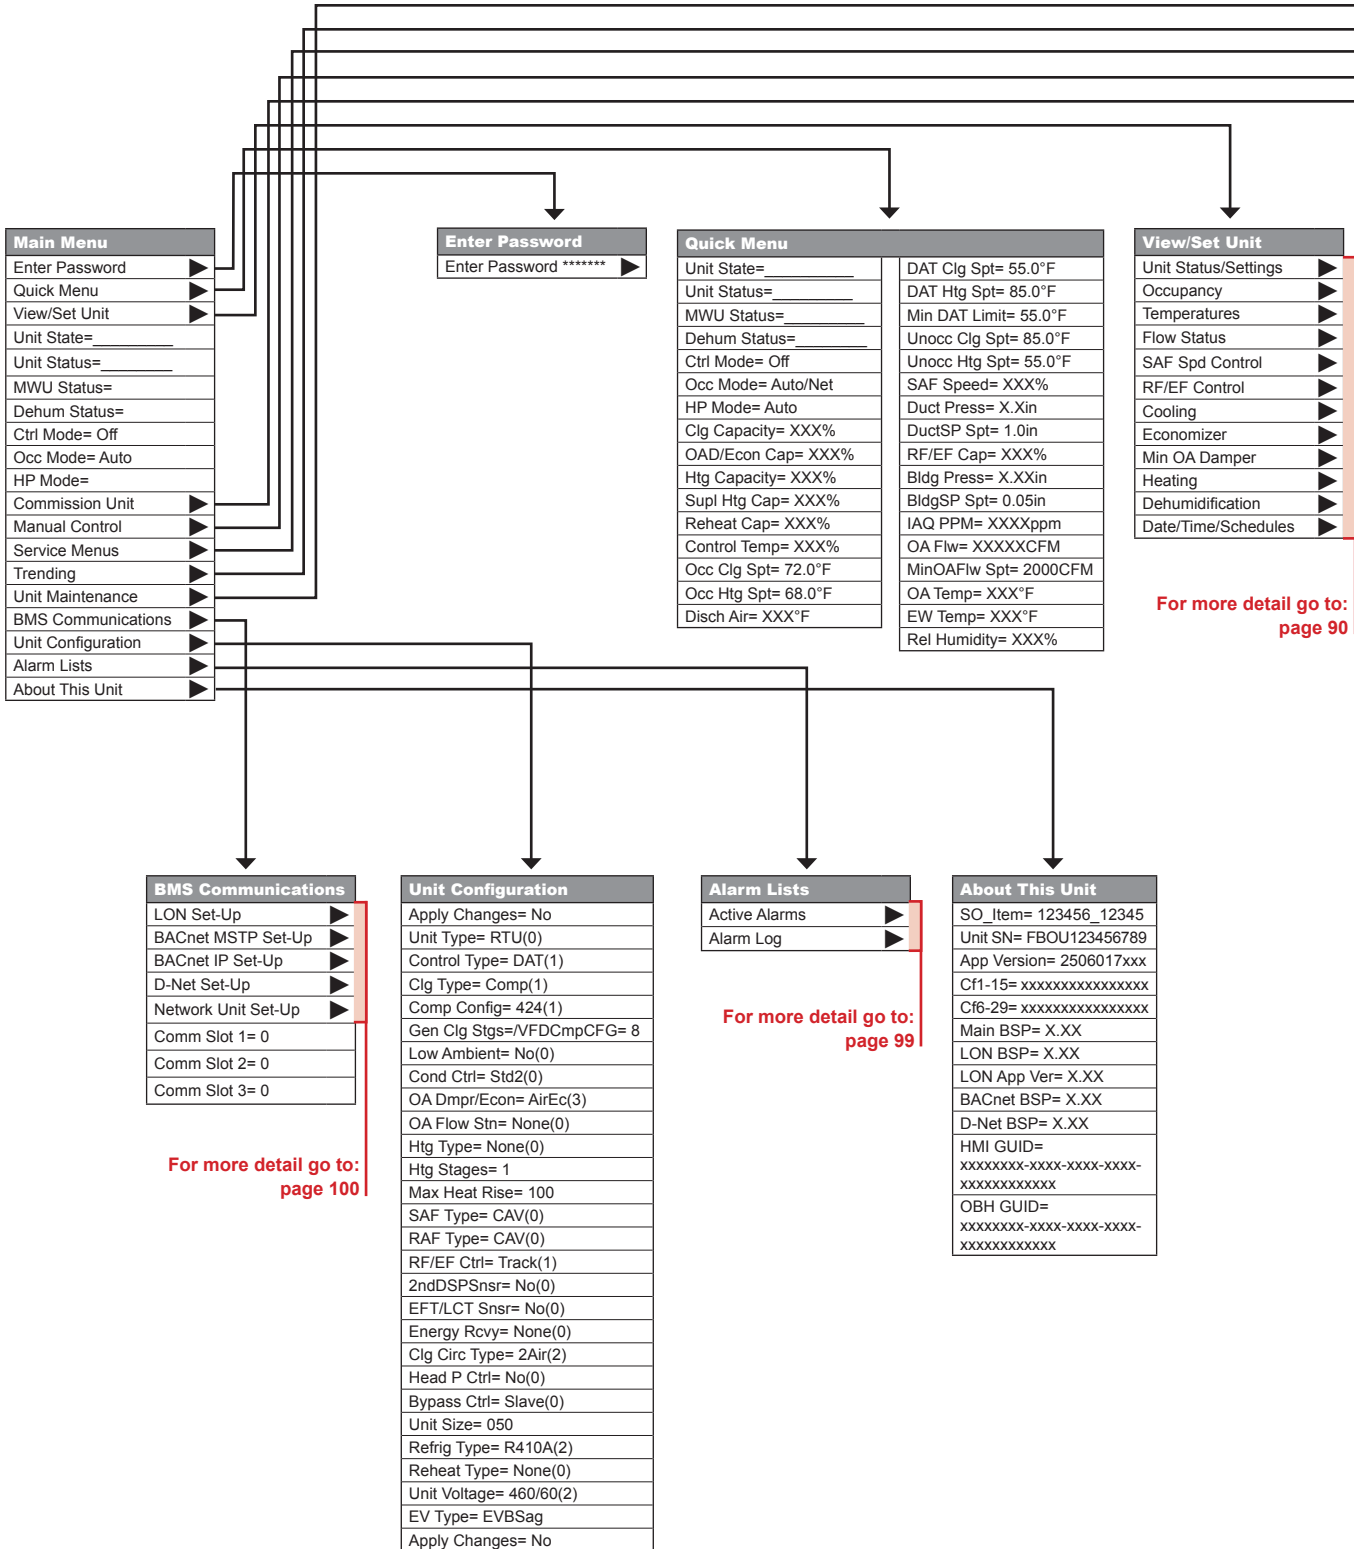 Main Menu
Enter Password
Quick Menu
View/Set Unit
Unit State=__________
Unit Status=_________
MWU Status=
Dehum Status=
Ctrl Mode= Off
Occ Mode= Auto
HP Mode=
Commission Unit
Manual Control
Service Menus
Trending
Unit Maintenance
BMS Communications
Unit Configuration
Alarm Lists
About This Unit
Enter Password
Enter Password *******
Quick Menu
Unit State=___________
Unit Status=__________
MWU Status=__________
Dehum Status=_________
Ctrl Mode= Off
Occ Mode= Auto/Net
HP Mode= Auto
Clg Capacity= XXX%
OAD/Econ Cap= XXX%
Htg Capacity= XXX%
Supl Htg Cap= XXX%
Reheat Cap= XXX%
Control Temp= XXX%
Occ Clg Spt= 72.0°F
Occ Htg Spt= 68.0°F
Disch Air= XXX°F
DAT Clg Spt= 55.0°F
DAT Htg Spt= 85.0°F
Min DAT Limit= 55.0°F
Unocc Clg Spt= 85.0°F
Unocc Htg Spt= 55.0°F
SAF Speed= XXX%
Duct Press= X.Xin
DuctSP Spt= 1.0in
RF/EF Cap= XXX%
Bldg Press= X.XXin
BldgSP Spt= 0.05in
IAQ PPM= XXXXppm
OA Flw= XXXXXCFM
MinOAFlw Spt= 2000CFM
OA Temp= XXX°F
EW Temp= XXX°F
Rel Humidity= XXX%
View/Set Unit
Unit Status/Settings
Occupancy
Temperatures
Flow Status
SAF Spd Control
RF/EF Control
Cooling
Economizer
Min OA Damper
Heating
Dehumidification
Date/Time/Schedules
For more detail go to:
page 90
BMS Communications
LON Set-Up
BACnet MSTP Set-Up
BACnet IP Set-Up
D-Net Set-Up
Network Unit Set-Up
Comm Slot 1= 0
Comm Slot 2= 0
Comm Slot 3= 0
For more detail go to:
page 100
Unit Configuration
Apply Changes= No
Unit Type= RTU(0)
Control Type= DAT(1)
Clg Type= Comp(1)
Comp Config= 424(1)
Gen Clg Stgs=/VFDCmpCFG= 8
Low Ambient= No(0)
Cond Ctrl= Std2(0)
OA Dmpr/Econ= AirEc(3)
OA Flow Stn= None(0)
Htg Type= None(0)
Htg Stages= 1
Max Heat Rise= 100
SAF Type= CAV(0)
RAF Type= CAV(0)
RF/EF Ctrl= Track(1)
2ndDSPSnsr= No(0)
EFT/LCT Snsr= No(0)
Energy Rcvy= None(0)
Clg Circ Type= 2Air(2)
Head P Ctrl= No(0)
Bypass Ctrl= Slave(0)
Unit Size= 050
Refrig Type= R410A(2)
Reheat Type= None(0)
Unit Voltage= 460/60(2)
EV Type= EVBSag
Apply Changes= No
Alarm Lists
Active Alarms
Alarm Log
For more detail go to:
page 99
About This Unit
SO_Item= 123456_12345
Unit SN= FBOU123456789
App Version= 2506017xxx
Cf1-15= xxxxxxxxxxxxxxxx
Cf6-29= xxxxxxxxxxxxxxxx
Main BSP= X.XX
LON BSP= X.XX
LON App Ver= X.XX
BACnet BSP= X.XX
D-Net BSP= X.XX
HMI GUID=
xxxxxxxx-xxxx-xxxx-xxxx-
xxxxxxxxxxxx
OBH GUID=
xxxxxxxx-xxxx-xxxx-xxxx-
xxxxxxxxxxxx